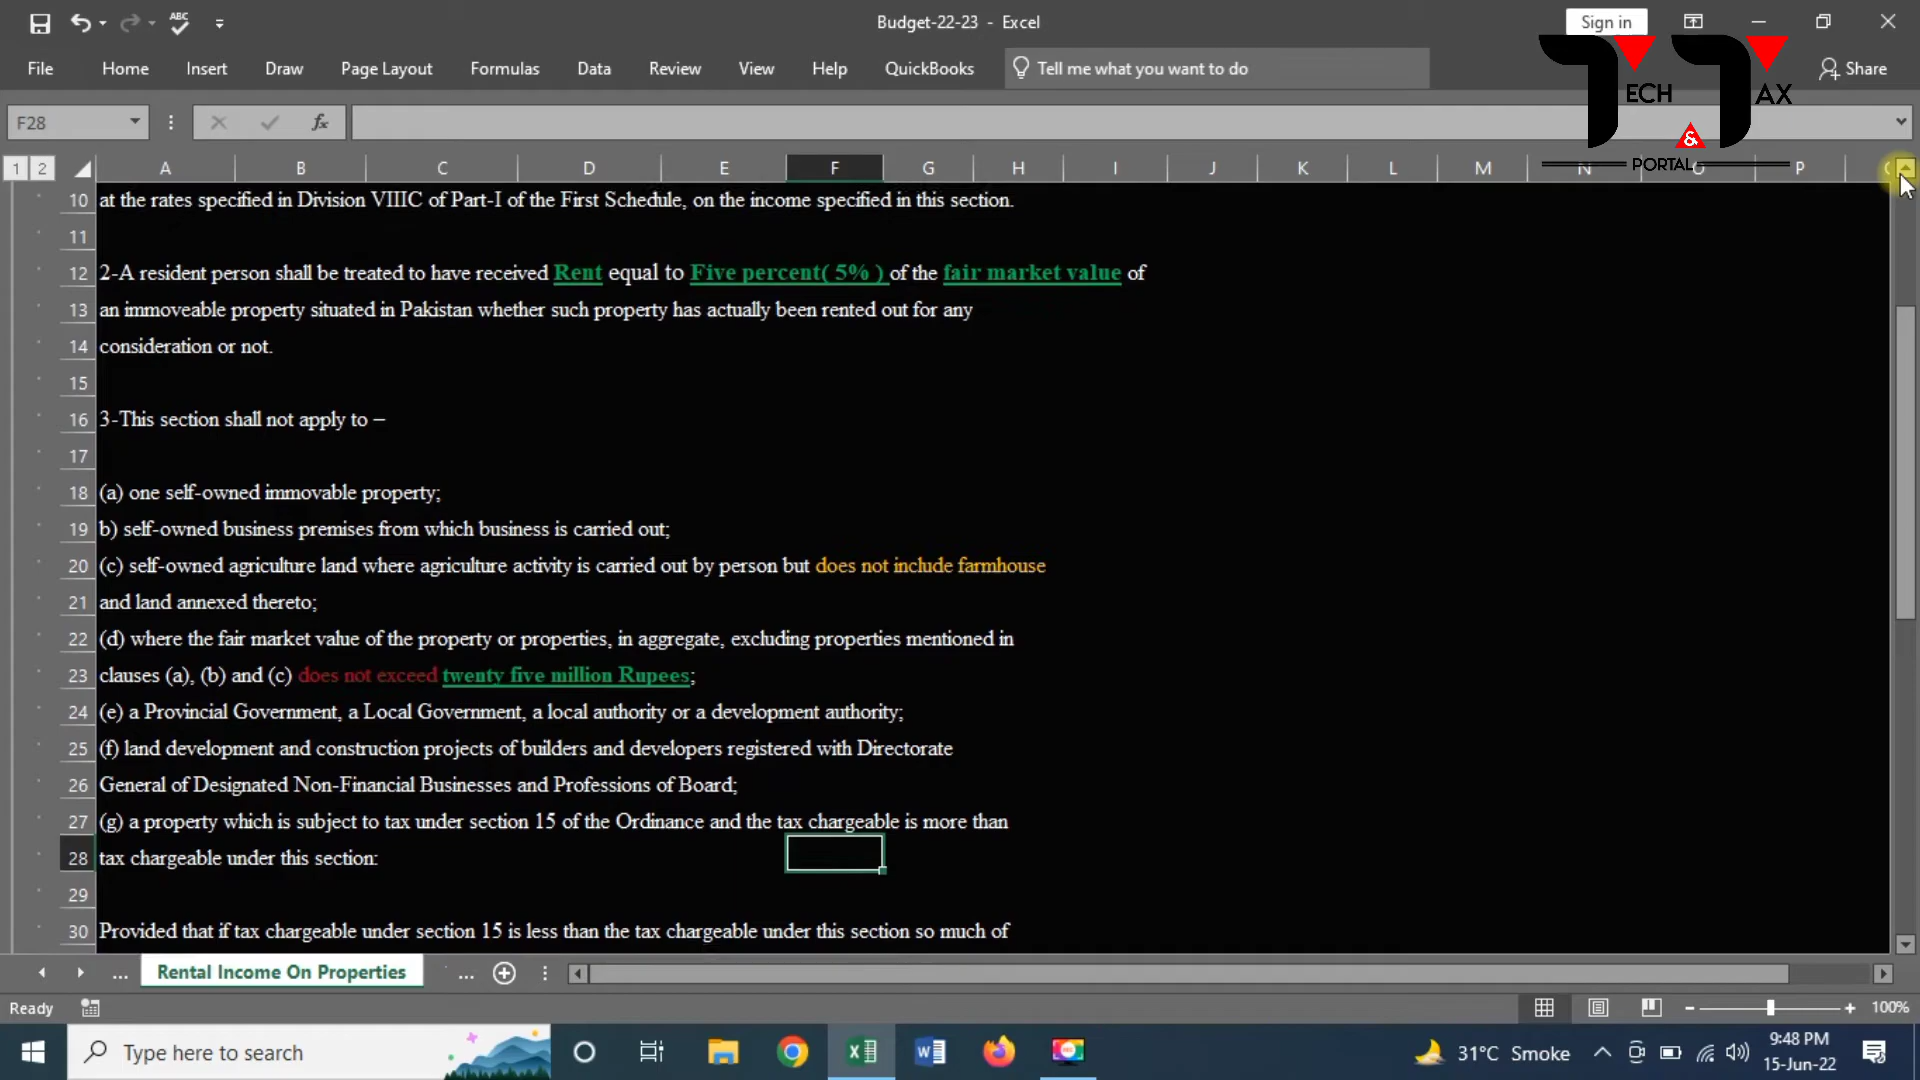 ABC
Budget-22-23 - Excel
Sign in
File Home Insert Draw Page Layout Formulas Data Review View Help QuickBooks Tell me what you want to do Share
ECH AX
&
PORTAL
F28 fx
1 2 A B C D E F G H I J K L M N O P
10 at the rates specified in Division VIIIC of Part-I of the First Schedule, on the income specified in this section.
11
12 2-A resident person shall be treated to have received Rent equal to Five percent( 5% ) of the fair market value of
13 an immoveable property situated in Pakistan whether such property has actually been rented out for any
14 consideration or not.
15
16 3-This section shall not apply to –
17
18 (a) one self-owned immovable property;
19 b) self-owned business premises from which business is carried out;
20 (c) self-owned agriculture land where agriculture activity is carried out by person but does not include farmhouse
21 and land annexed thereto;
22 (d) where the fair market value of the property or properties, in aggregate, excluding properties mentioned in
23 clauses (a), (b) and (c) does not exceed twenty five million Rupees;
24 (e) a Provincial Government, a Local Government, a local authority or a development authority;
25 (f) land development and construction projects of builders and developers registered with Directorate
26 General of Designated Non-Financial Businesses and Professions of Board;
27 (g) a property which is subject to tax under section 15 of the Ordinance and the tax chargeable is more than
28 tax chargeable under this section:
29
30 Provided that if tax chargeable under section 15 is less than the tax chargeable under this section so much of
... Rental Income On Properties ...
Ready 100%
Type here to search
31°C Smoke
9:48 PM
15-Jun-22